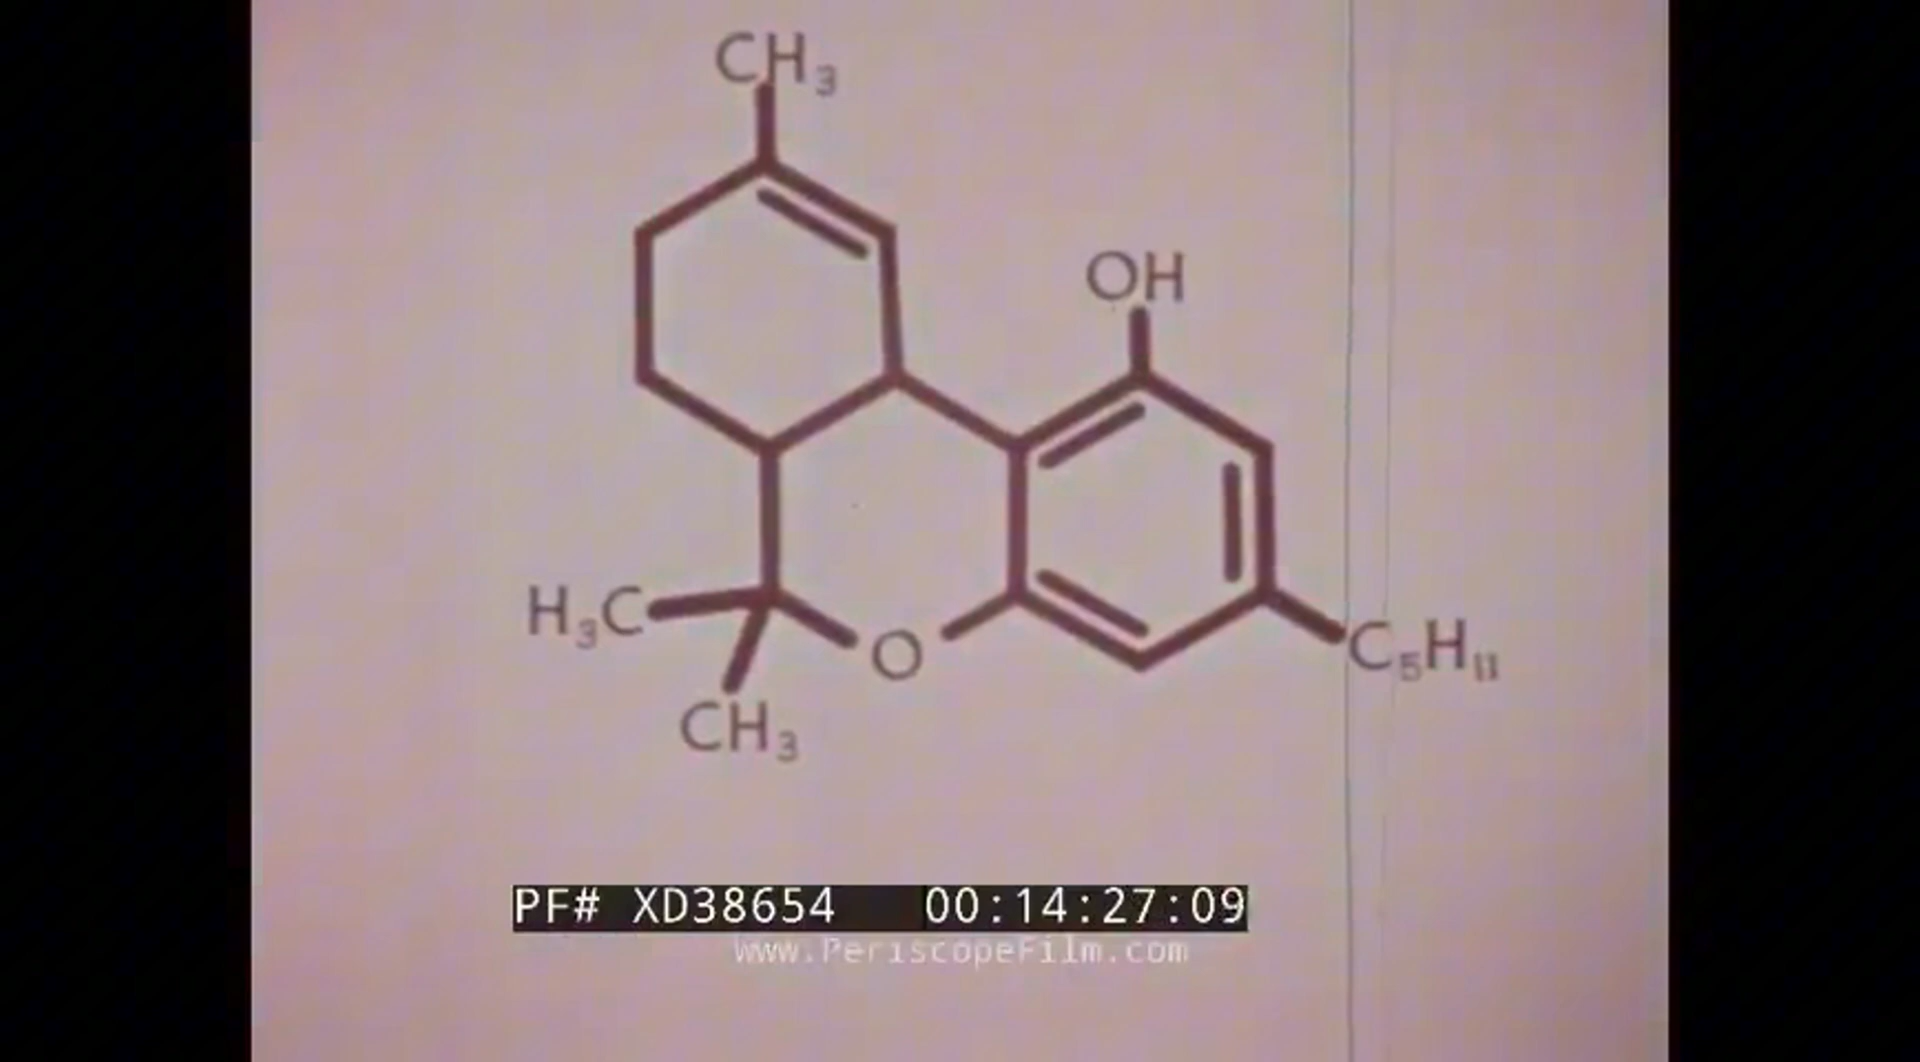 CH3
OH
H3C
O
C5H11
CH3
PF# XD38654 00:14:27:09
www.PeriscopeFilm.com